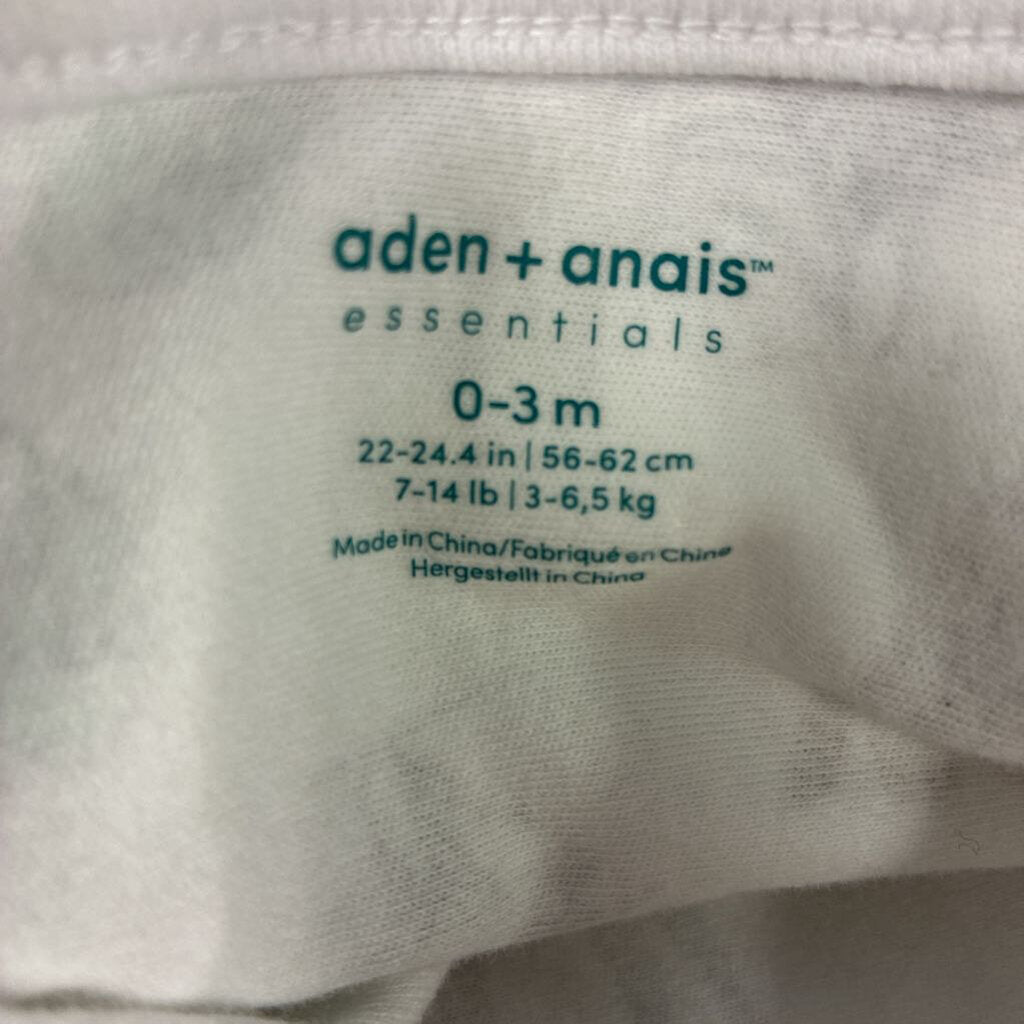 aden + anais™
essentials
0-3 m
22-24.4 in | 56-62 cm
7-14 lb | 3-6,5 kg
Made in China/Fabriqué en Chine
Hergestellt in China